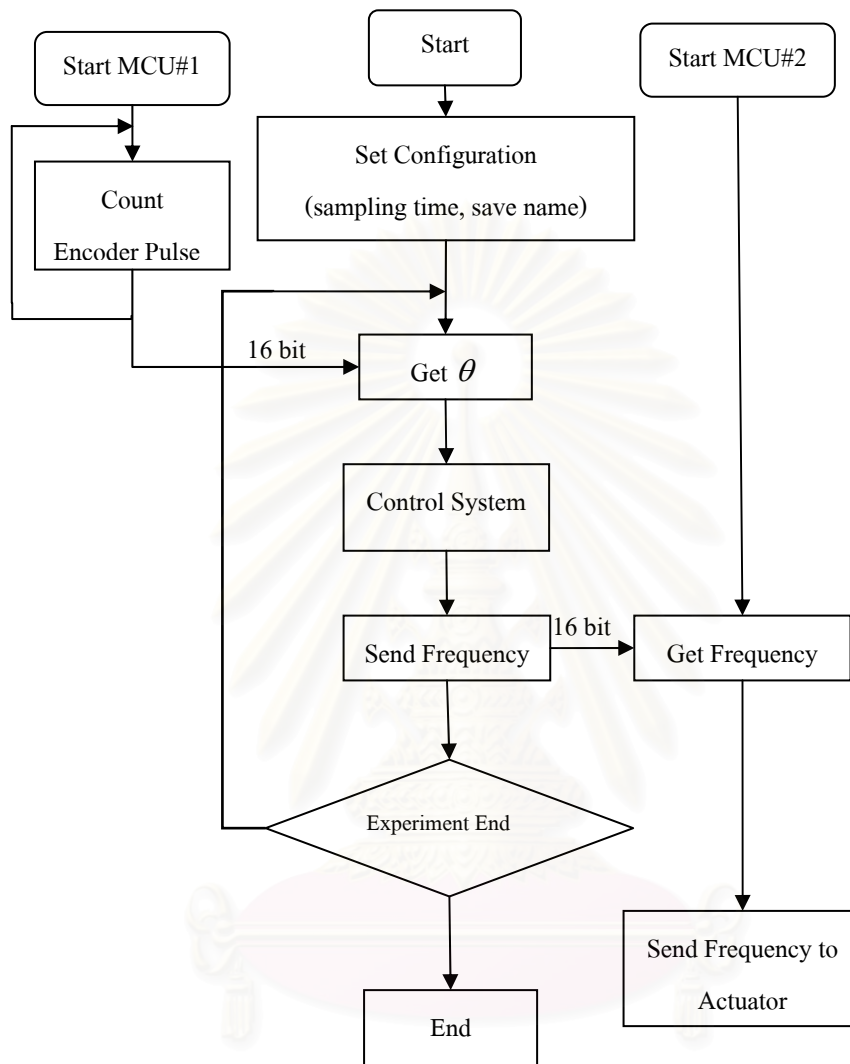 Start MCU#1
Start
Start MCU#2
Set Configuration
(sampling time, save name)
Count
Encoder Pulse
16 bit
Get θ
Control System
Send Frequency
16 bit
Get Frequency
Experiment End
Send Frequency to
Actuator
End